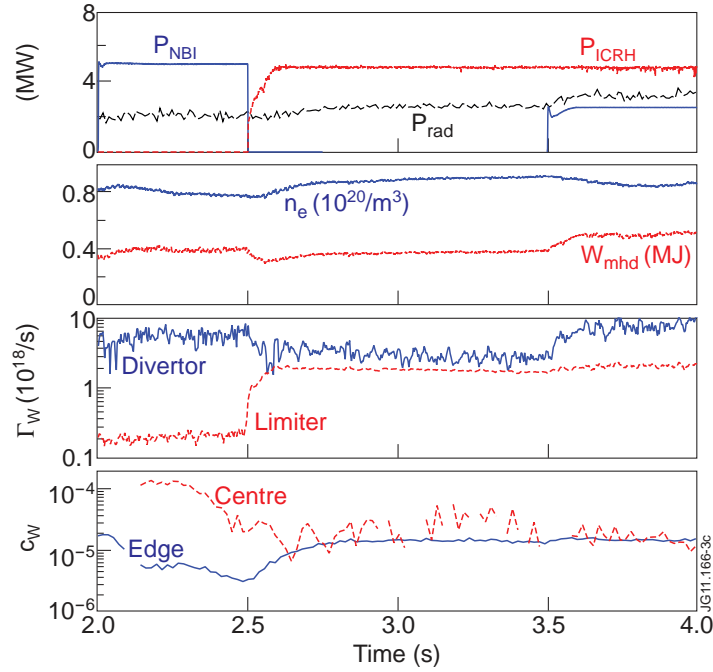 8
P_NBI
P_ICRH
(MW)
4
P_rad
0
0.8
n_e (10^20/m^3)
0.4
W_mhd (MJ)
0
10
Γ_W (10^18/s)
Divertor
1
Limiter
0.1
10^-4
Centre
c_W
10^-5
Edge
10^-6
2.0 2.5 3.0 3.5 4.0
Time (s)
JG11.166-3c